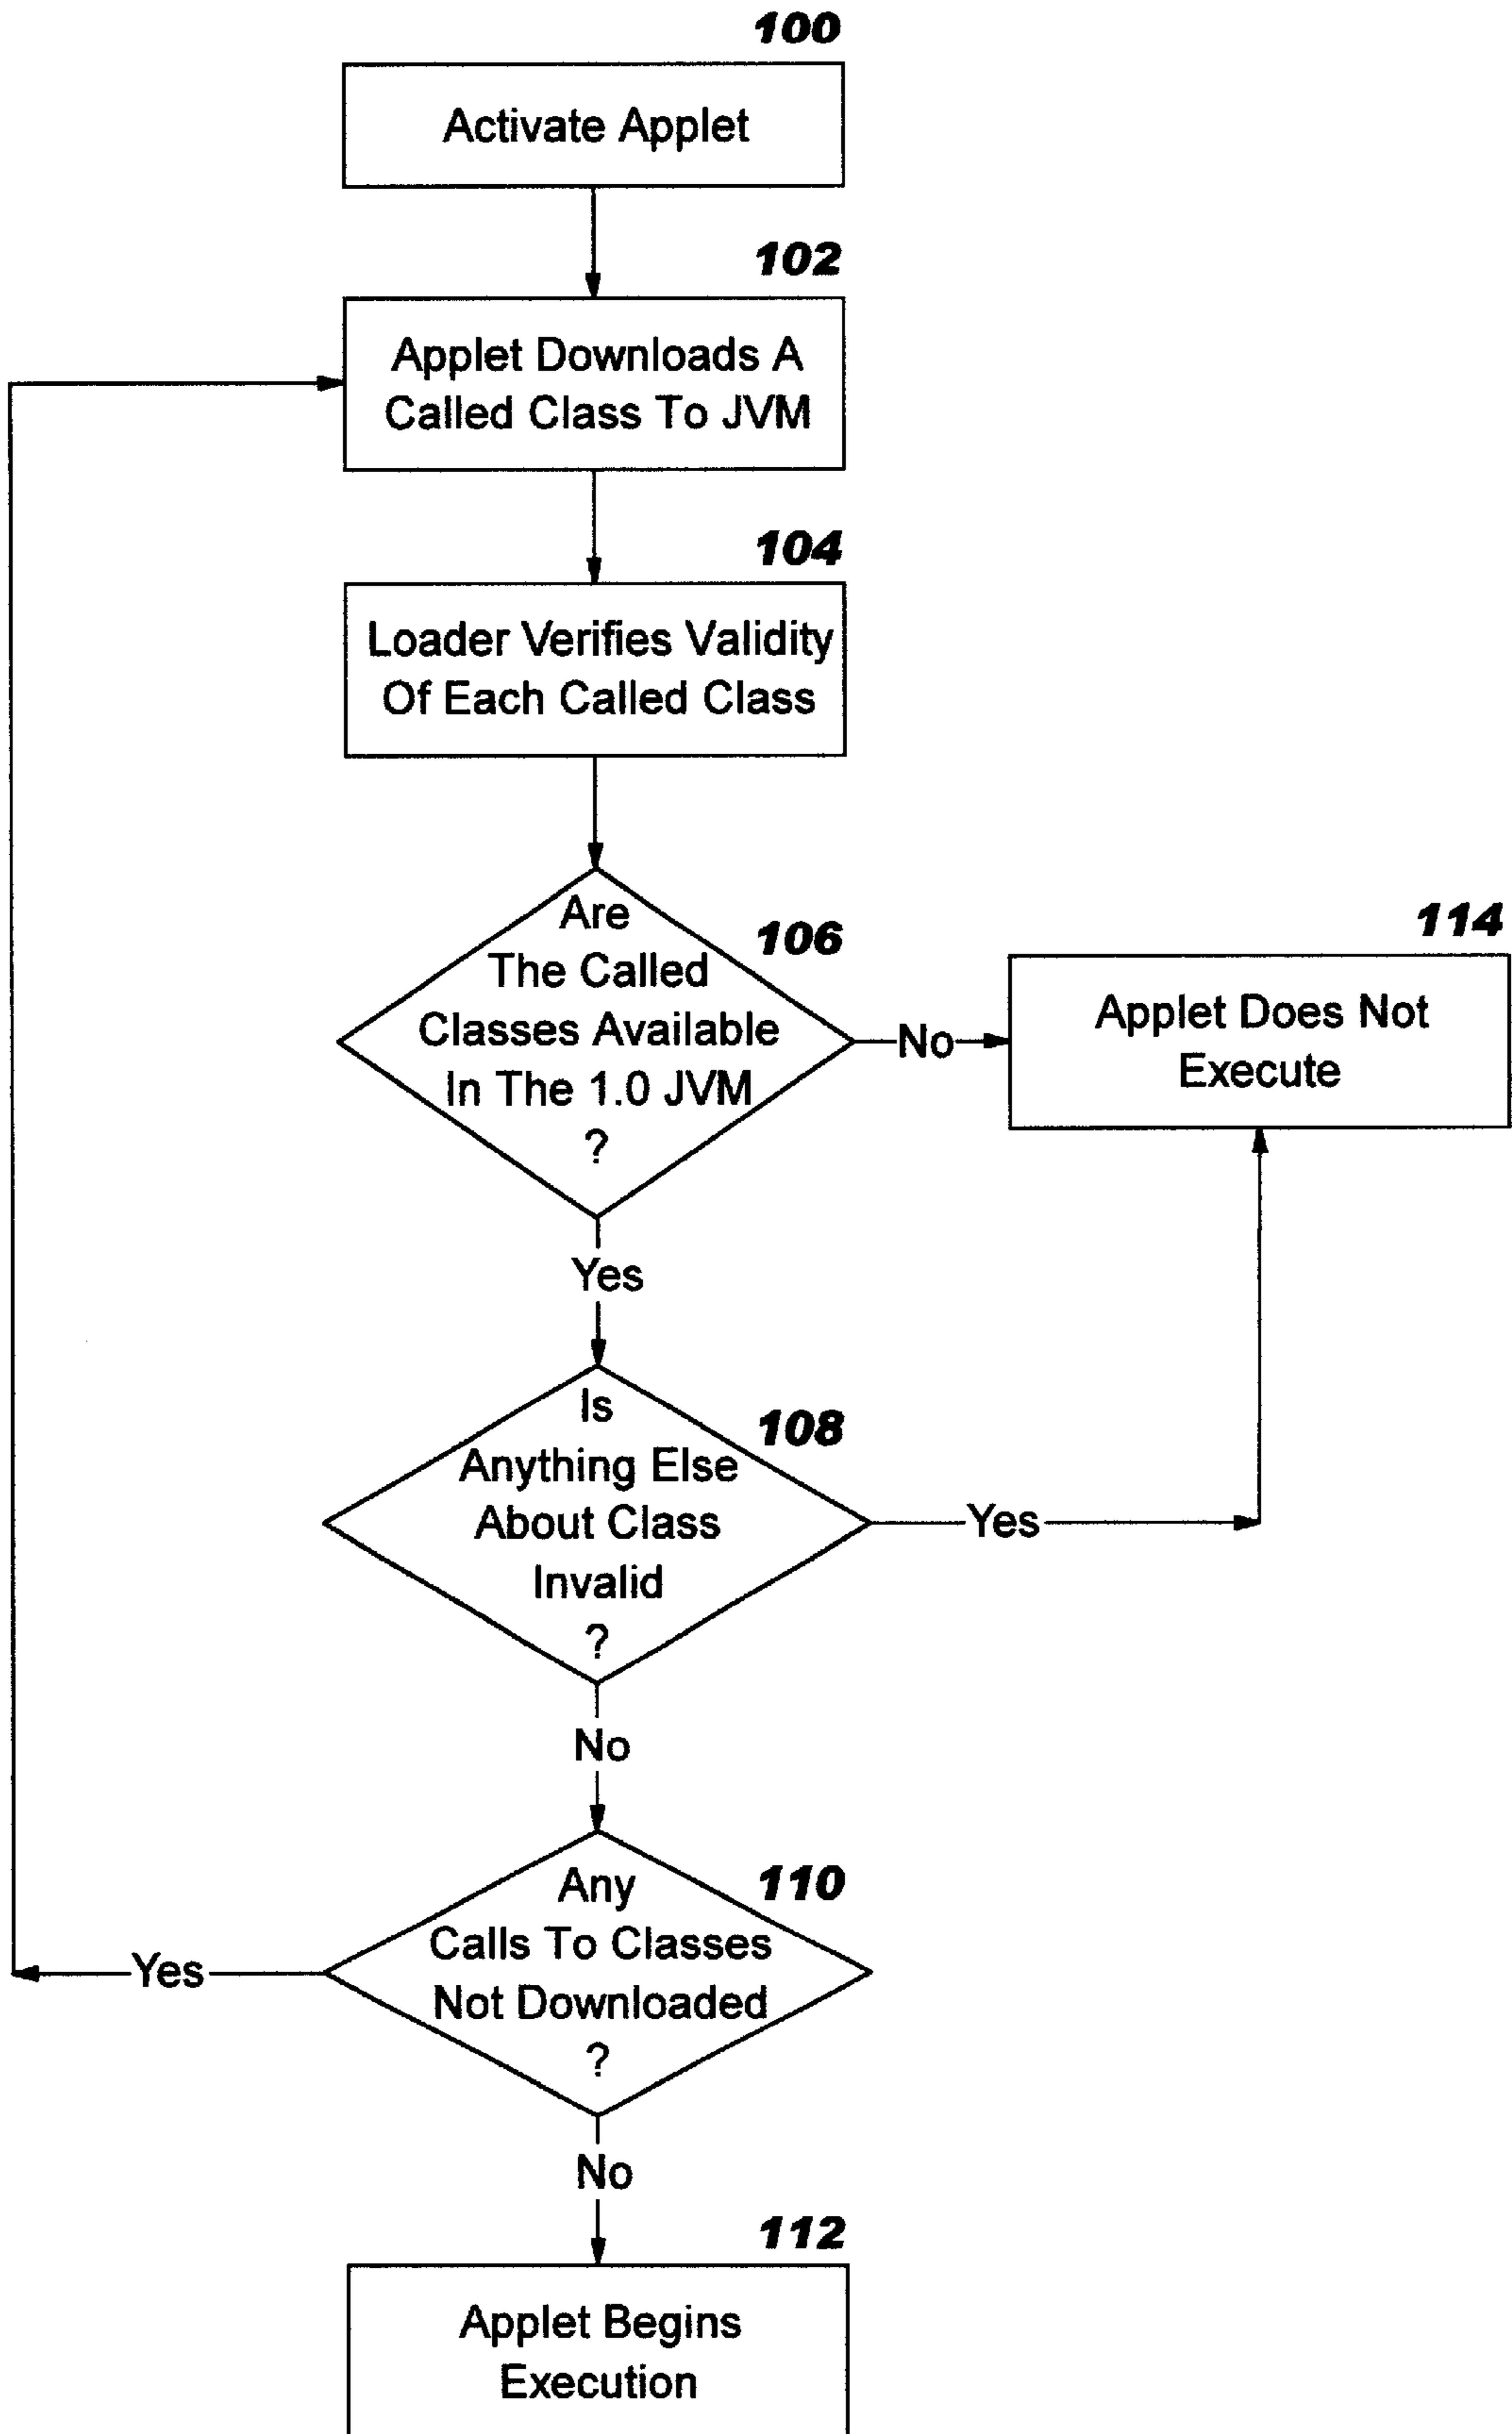 100
Activate Applet
102
Applet Downloads A
Called Class To JVM
104
Loader Verifies Validity
Of Each Called Class
106
Are
The Called
Classes Available
In The 1.0 JVM
?
No
114
Applet Does Not
Execute
Yes
108
Is
Anything Else
About Class
Invalid
?
Yes
No
110
Any
Calls To Classes
Not Downloaded
?
Yes
No
112
Applet Begins
Execution